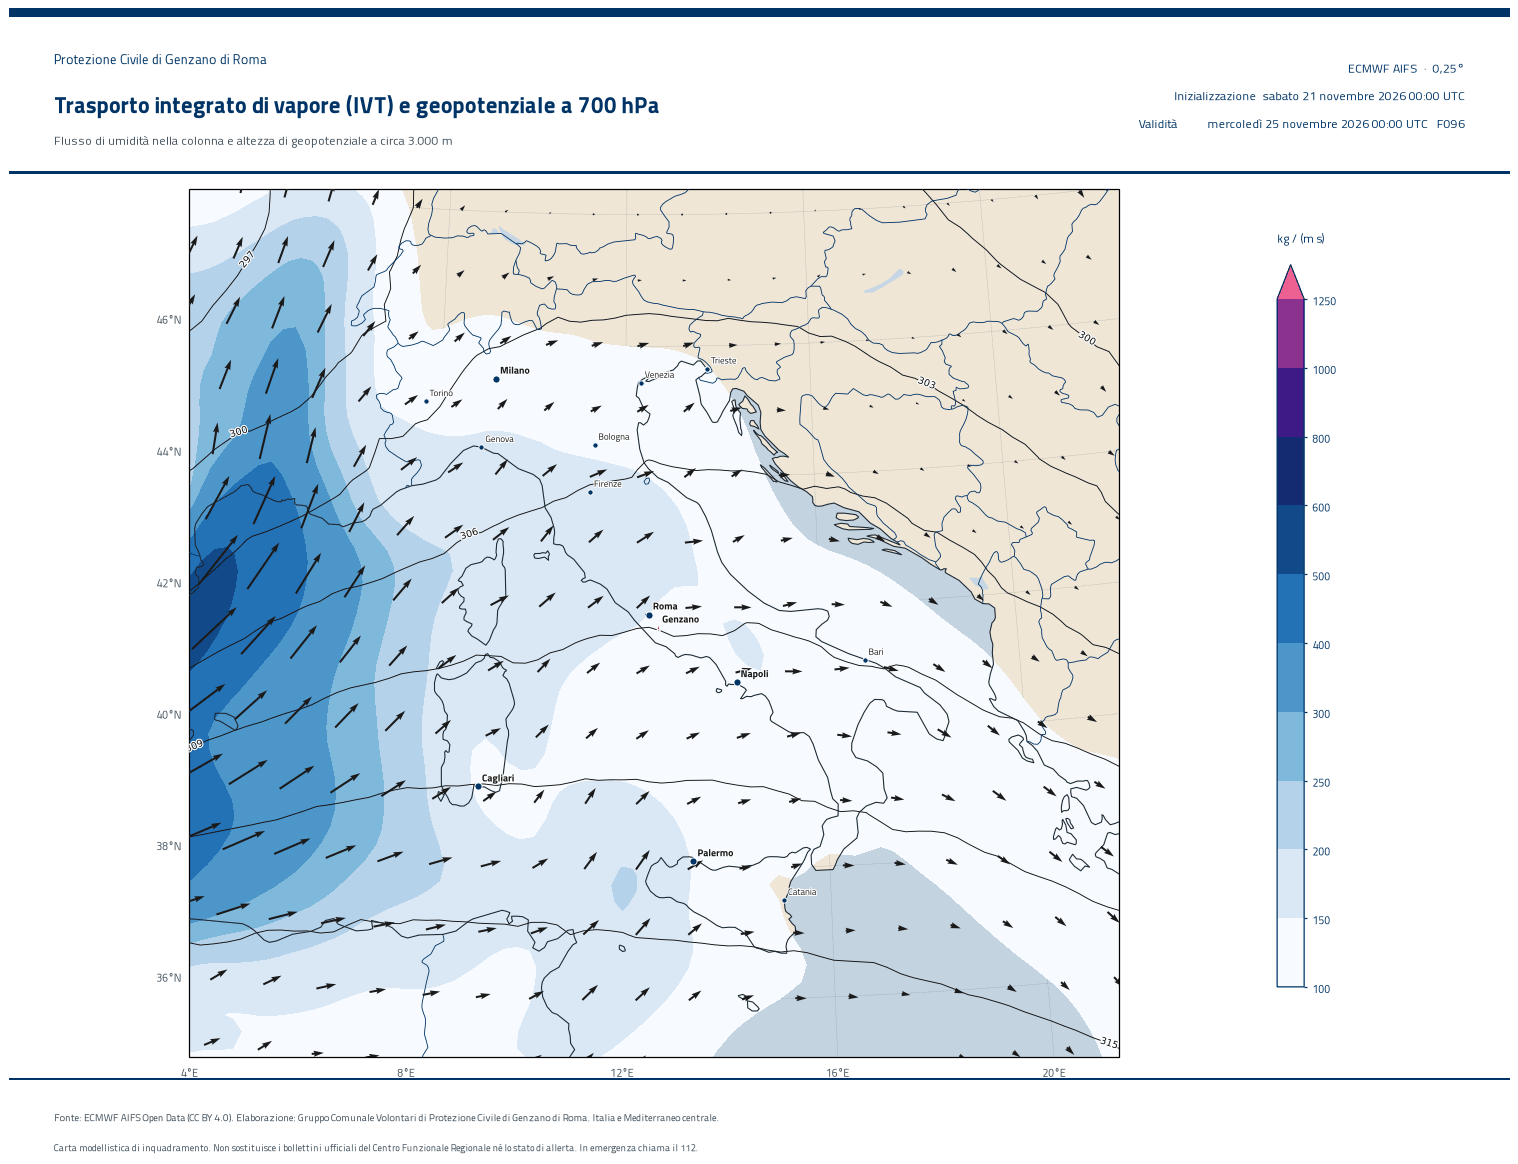 Protezione Civile di Genzano di Roma
Trasporto integrato di vapore (IVT) e geopotenziale a 700 hPa
Flusso di umidità nella colonna e altezza di geopotenziale a circa 3.000 m
ECMWF AIFS · 0,25°
Inizializzazione sabato 21 novembre 2026 00:00 UTC
Validità mercoledì 25 novembre 2026 00:00 UTC F096
kg / (m s)
1250
1000
800
600
500
400
300
250
200
150
100
46°N
44°N
42°N
40°N
38°N
36°N
4°E
8°E
12°E
16°E
20°E
297
300
300
303
306
309
315
Trieste
Venezia
Milano
Torino
Genova
Bologna
Firenze
Roma
Genzano
Bari
Napoli
Cagliari
Palermo
Catania
Fonte: ECMWF AIFS Open Data (CC BY 4.0). Elaborazione: Gruppo Comunale Volontari di Protezione Civile di Genzano di Roma. Italia e Mediterraneo centrale.
Carta modellistica di inquadramento. Non sostituisce i bollettini ufficiali del Centro Funzionale Regionale né lo stato di allerta. In emergenza chiama il 112.